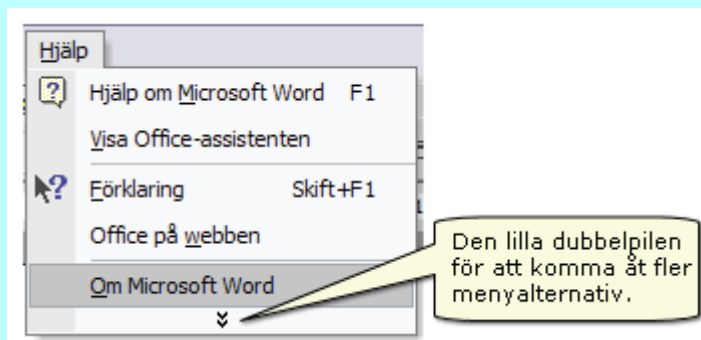 Hjälp
Hjälp om Microsoft Word F1
Visa Office-assistenten
Förklaring Skift+F1
Office på webben
Om Microsoft Word
Den lilla dubbelpilen
för att komma åt fler
menyalternativ.